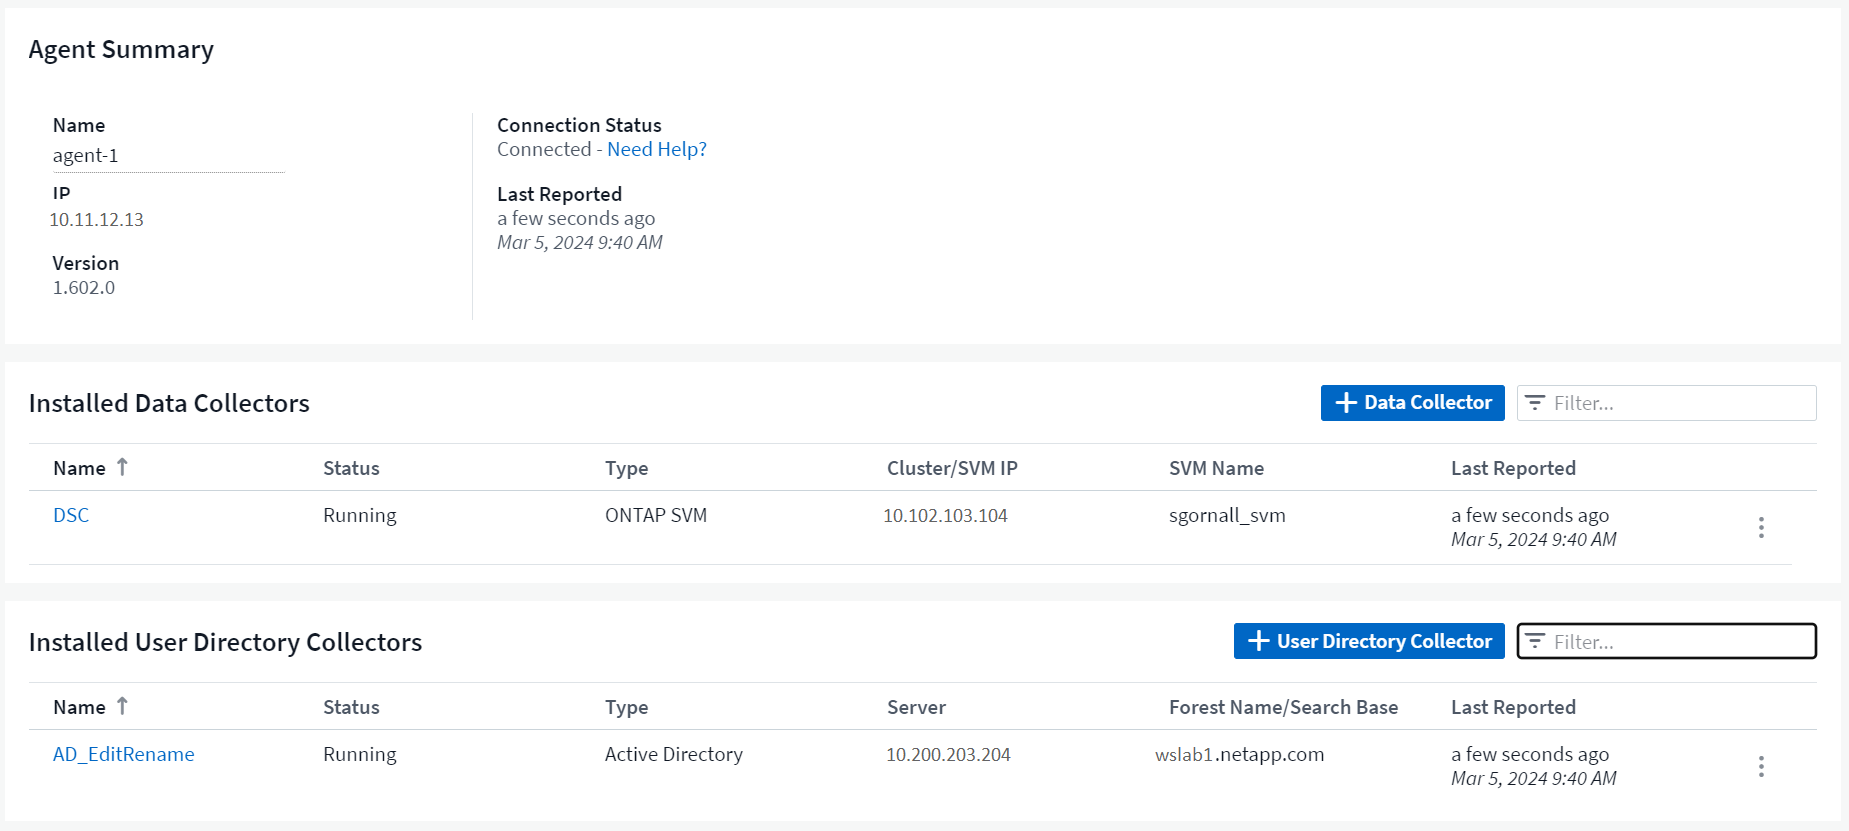 Agent Summary
Name
agent-1
IP
10.11.12.13
Version
1.602.0
Connection Status
Connected - Need Help?
Last Reported
a few seconds ago
Mar 5, 2024 9:40 AM
Installed Data Collectors
+ Data Collector
Filter...
Name ↑ Status Type Cluster/SVM IP SVM Name Last Reported
DSC Running ONTAP SVM 10.102.103.104 sgornall_svm a few seconds ago
Mar 5, 2024 9:40 AM
Installed User Directory Collectors
+ User Directory Collector
Filter...
Name ↑ Status Type Server Forest Name/Search Base Last Reported
AD_EditRename Running Active Directory 10.200.203.204 wslab1.netapp.com a few seconds ago
Mar 5, 2024 9:40 AM